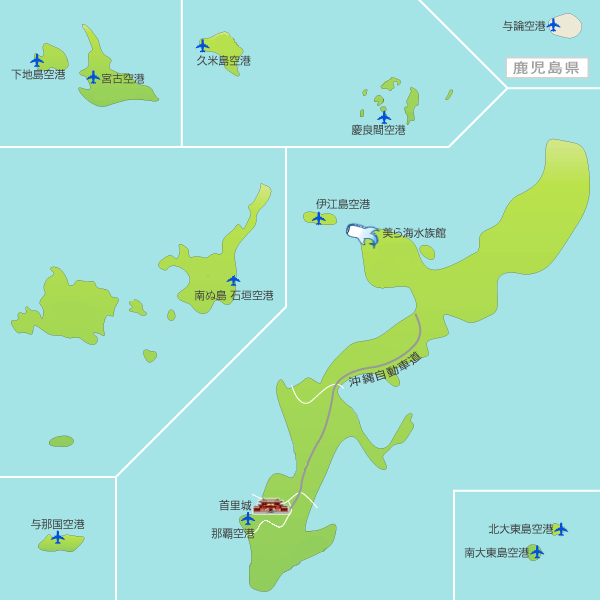 与論空港
鹿児島県
下地島空港
宮古空港
久米島空港
慶良間空港
伊江島空港
美ら海水族館
南ぬ島 石垣空港
沖縄自動車道
首里城
那覇空港
与那国空港
北大東島空港
南大東島空港